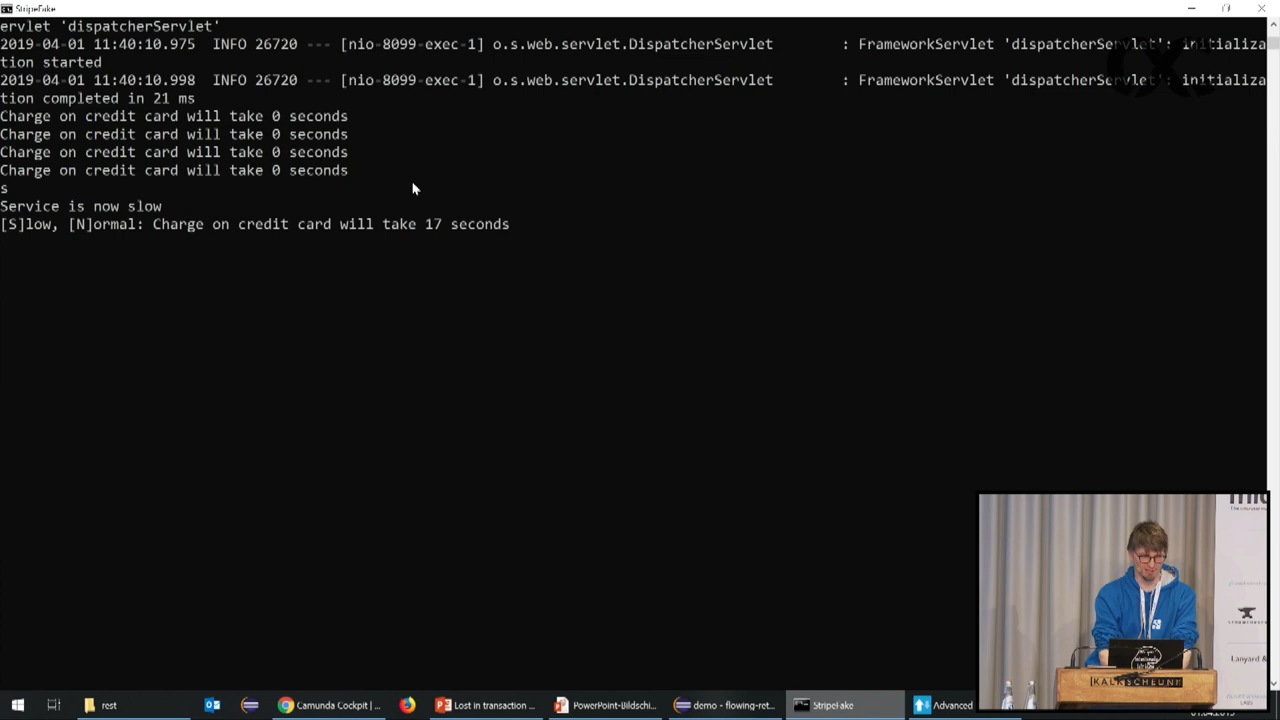 StripeFake
ervlet 'dispatcherServlet'
2019-04-01 11:40:10.975  INFO 26720 --- [nio-8099-exec-1] o.s.web.servlet.DispatcherServlet        : FrameworkServlet 'dispatcherServlet': initializa
tion started
2019-04-01 11:40:10.998  INFO 26720 --- [nio-8099-exec-1] o.s.web.servlet.DispatcherServlet        : FrameworkServlet 'dispatcherServlet': initializa
tion completed in 21 ms
Charge on credit card will take 0 seconds
Charge on credit card will take 0 seconds
Charge on credit card will take 0 seconds
Charge on credit card will take 0 seconds
s
Service is now slow
[S]low, [N]ormal: Charge on credit card will take 17 seconds
Lanyard &
KALKSCHEUNE
rest
Camunda Cockpit | ...
Lost in transaction ...
PowerPoint-Bildschi...
demo - flowing-ret...
StripeFake
Advanced